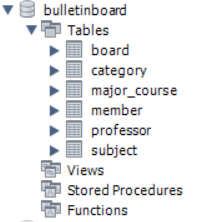 bulletinboard
Tables
board
category
major_course
member
professor
subject
Views
Stored Procedures
Functions